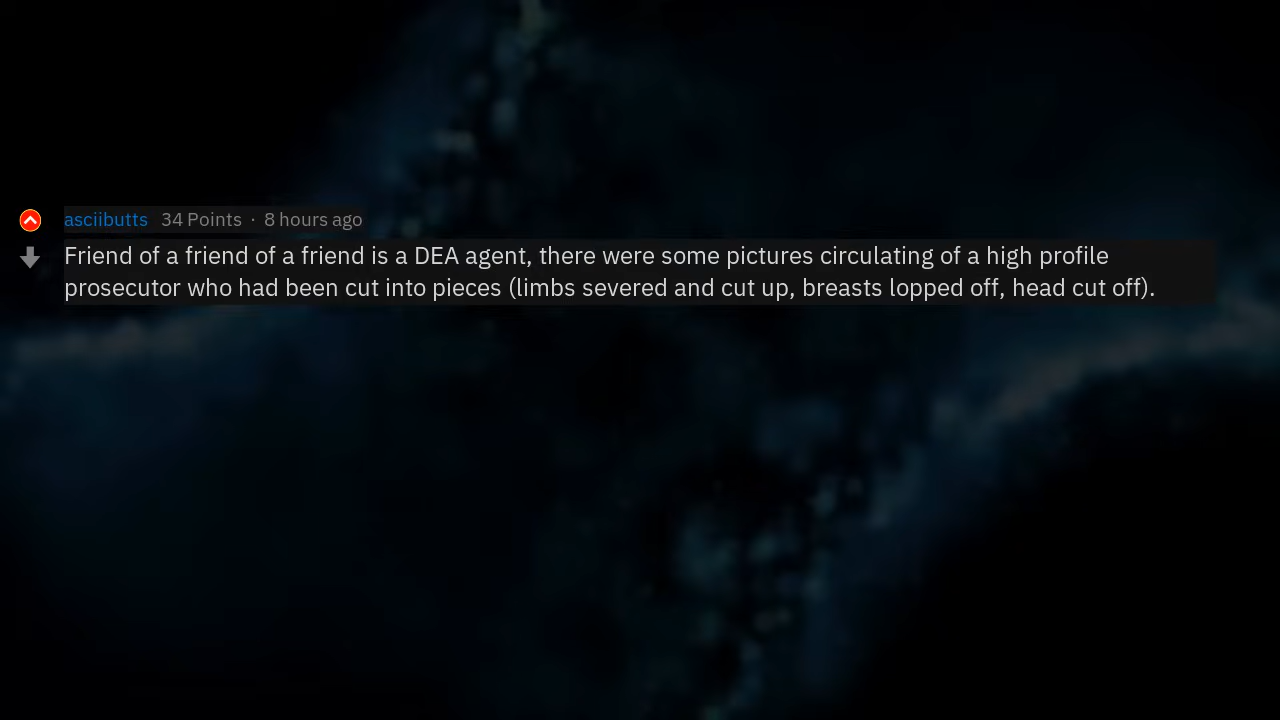 asciibutts 34 Points · 8 hours ago
Friend of a friend of a friend is a DEA agent, there were some pictures circulating of a high profile
prosecutor who had been cut into pieces (limbs severed and cut up, breasts lopped off, head cut off).